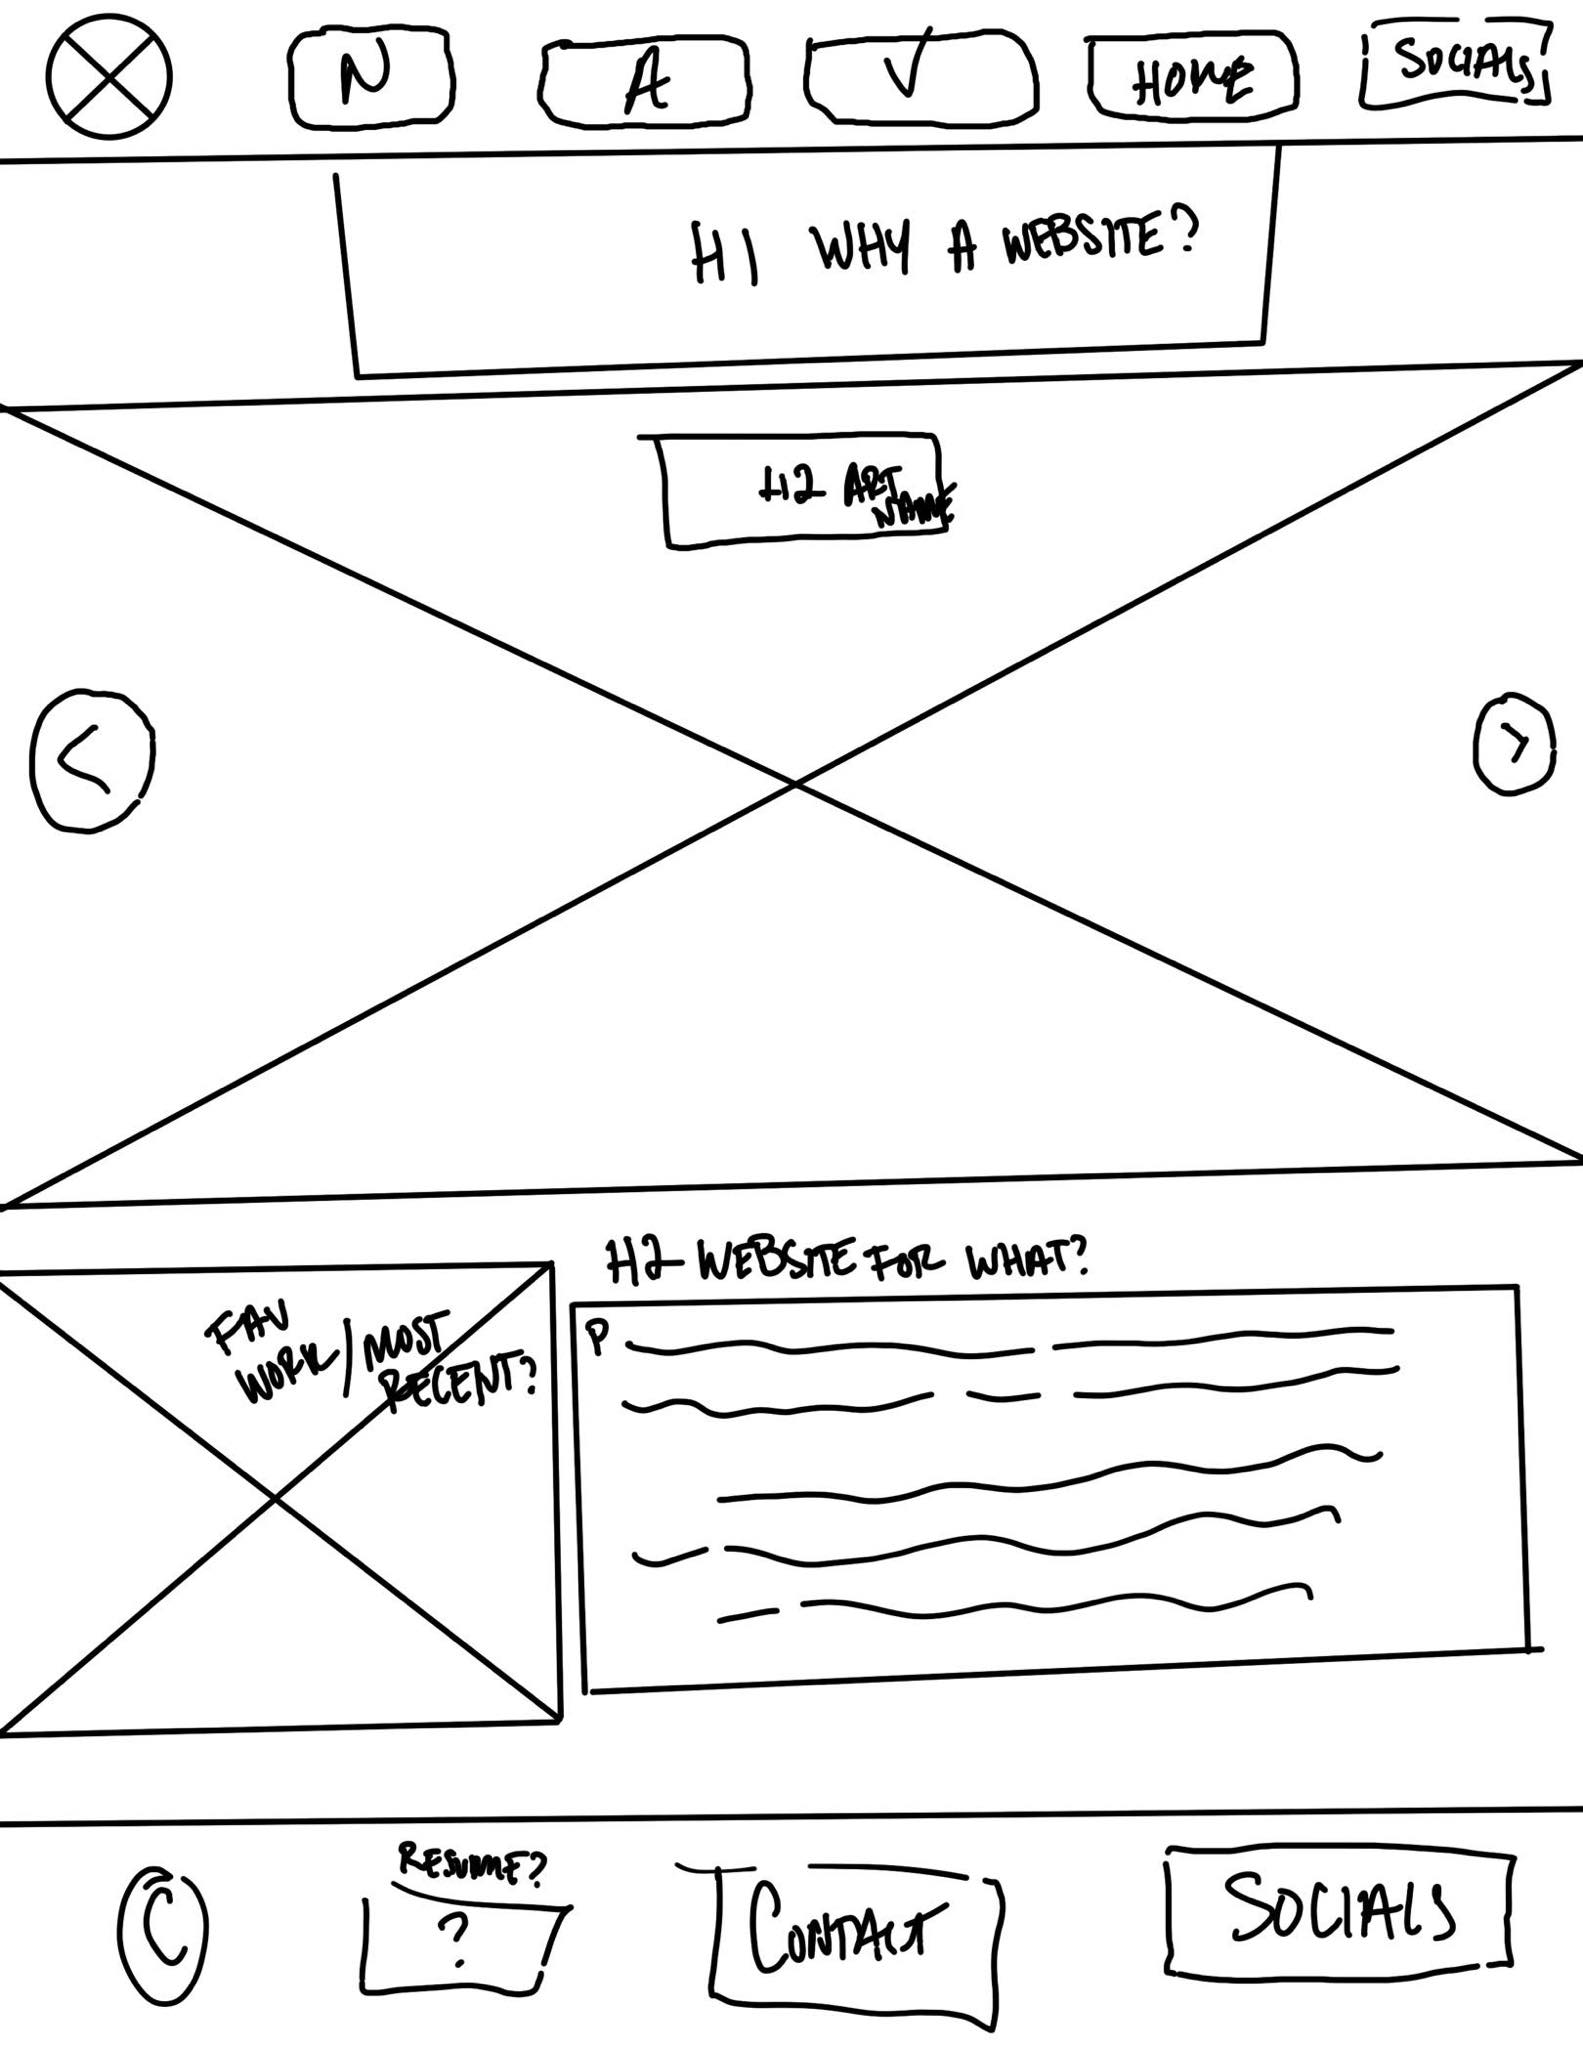 N A V HOME SOCIALS
H1 WHY A WEBSITE?
H2 ART
NAME
< >
H2 WEBSITE FOR WHAT?
FAV
WORK / MOST
RECENT?
P
RESUME?
?
© CONTACT SOCIALS